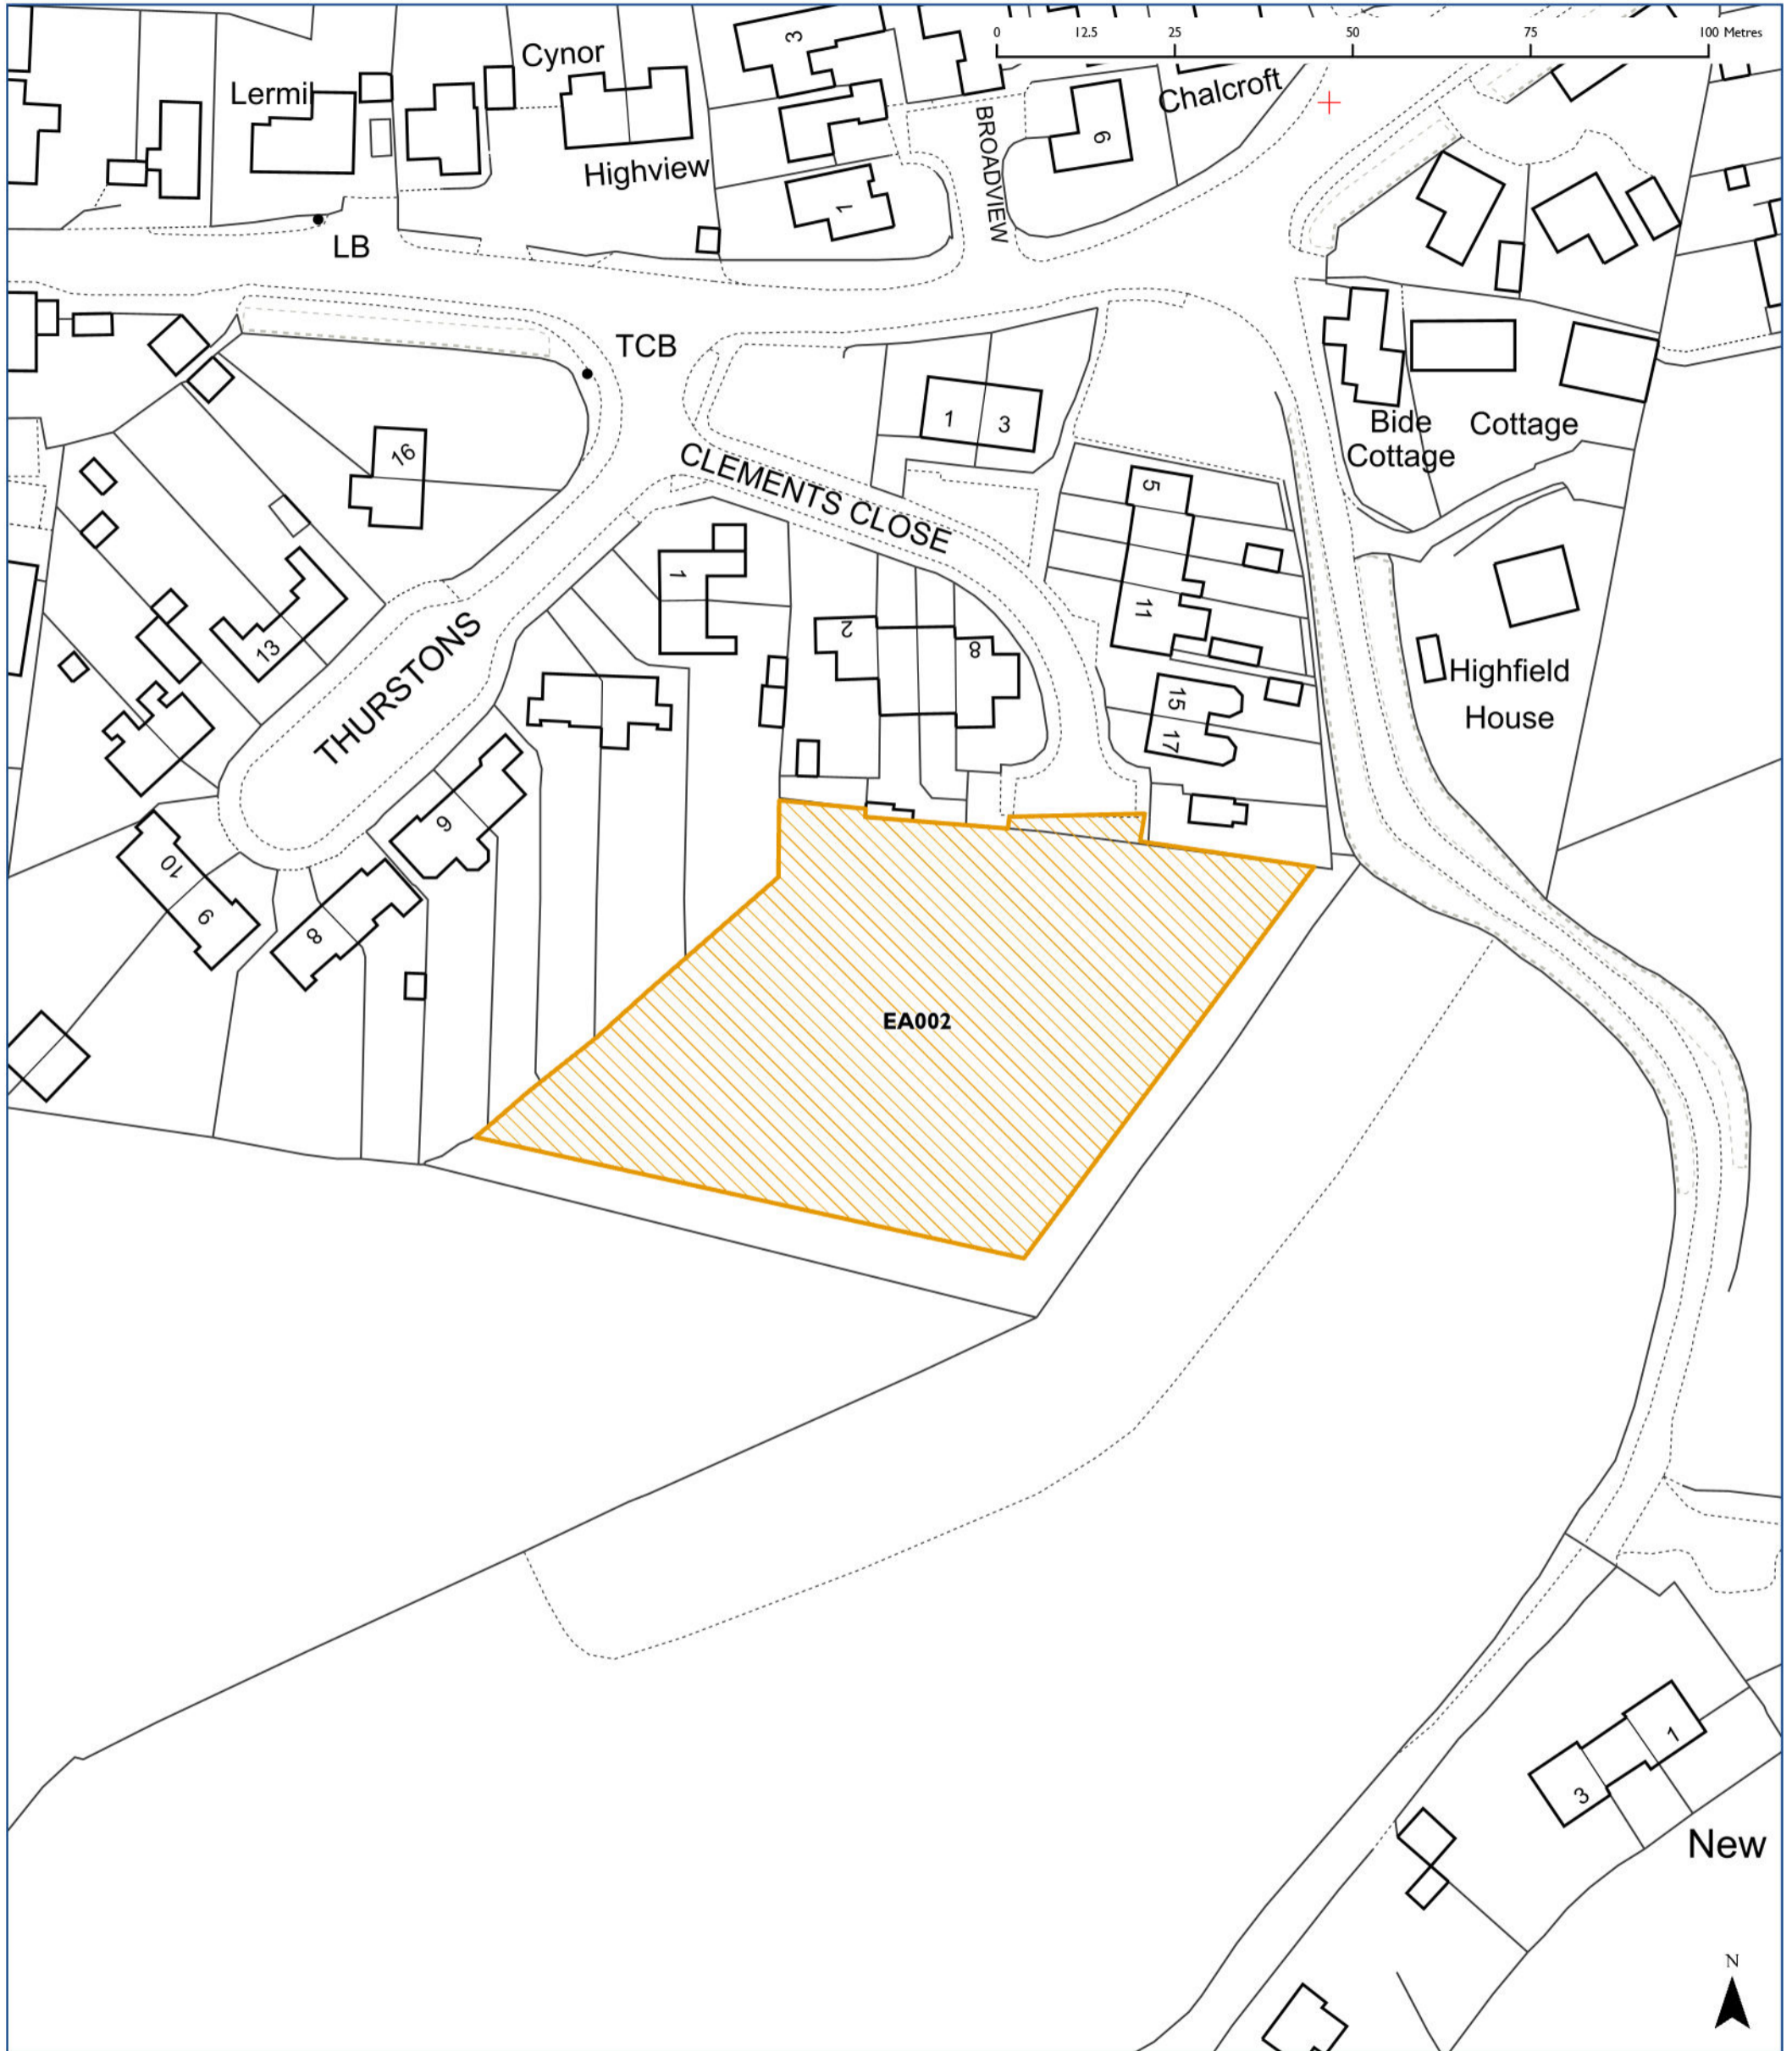 0 12.5 25 50 75 100 Metres
Cynor
3
Lermil
Chalcroft
BROADVIEW
6
Highview
1
LB
TCB
1 3
Bide
Cottage
Cottage
16
CLEMENTS CLOSE
5
1
11
2
8
13
THURSTONS
Highfield
House
15
17
6
10
9
8
EA002
1
3
New
N